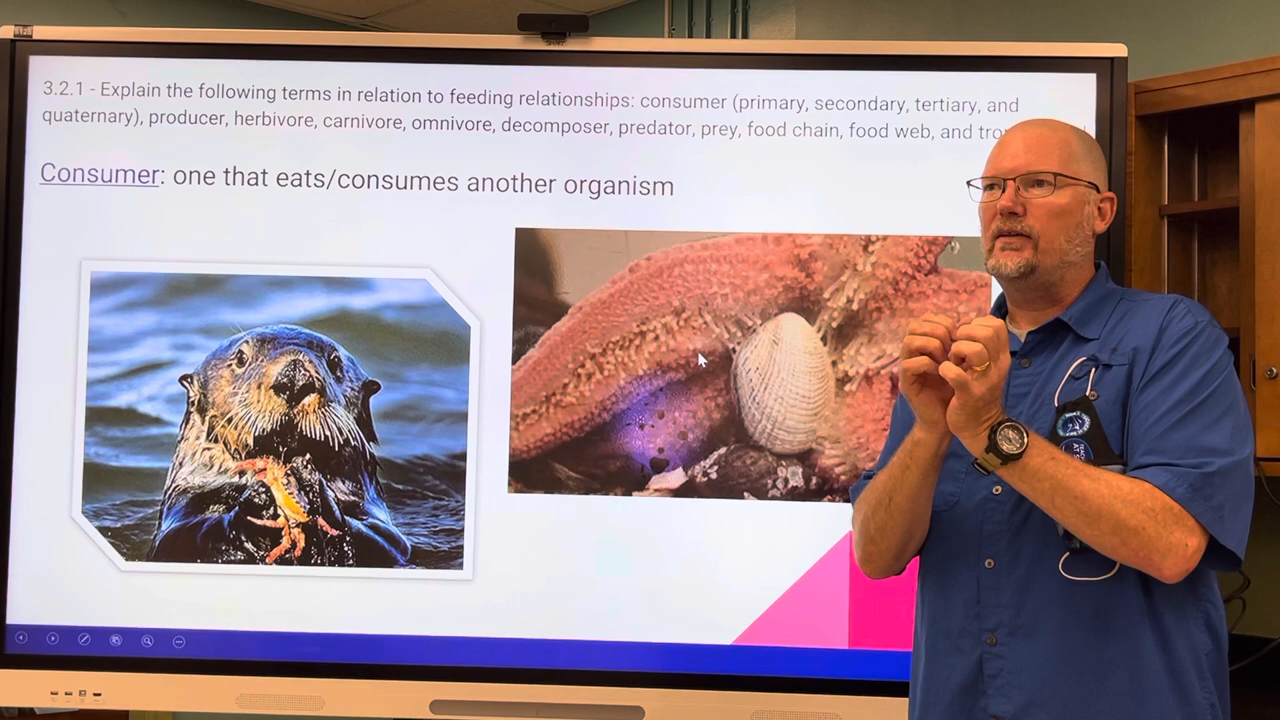 3.2.1 - Explain the following terms in relation to feeding relationships: consumer (primary, secondary, tertiary, and
quaternary), producer, herbivore, carnivore, omnivore, decomposer, predator, prey, food chain, food web, and
Consumer: one that eats/consumes another organism